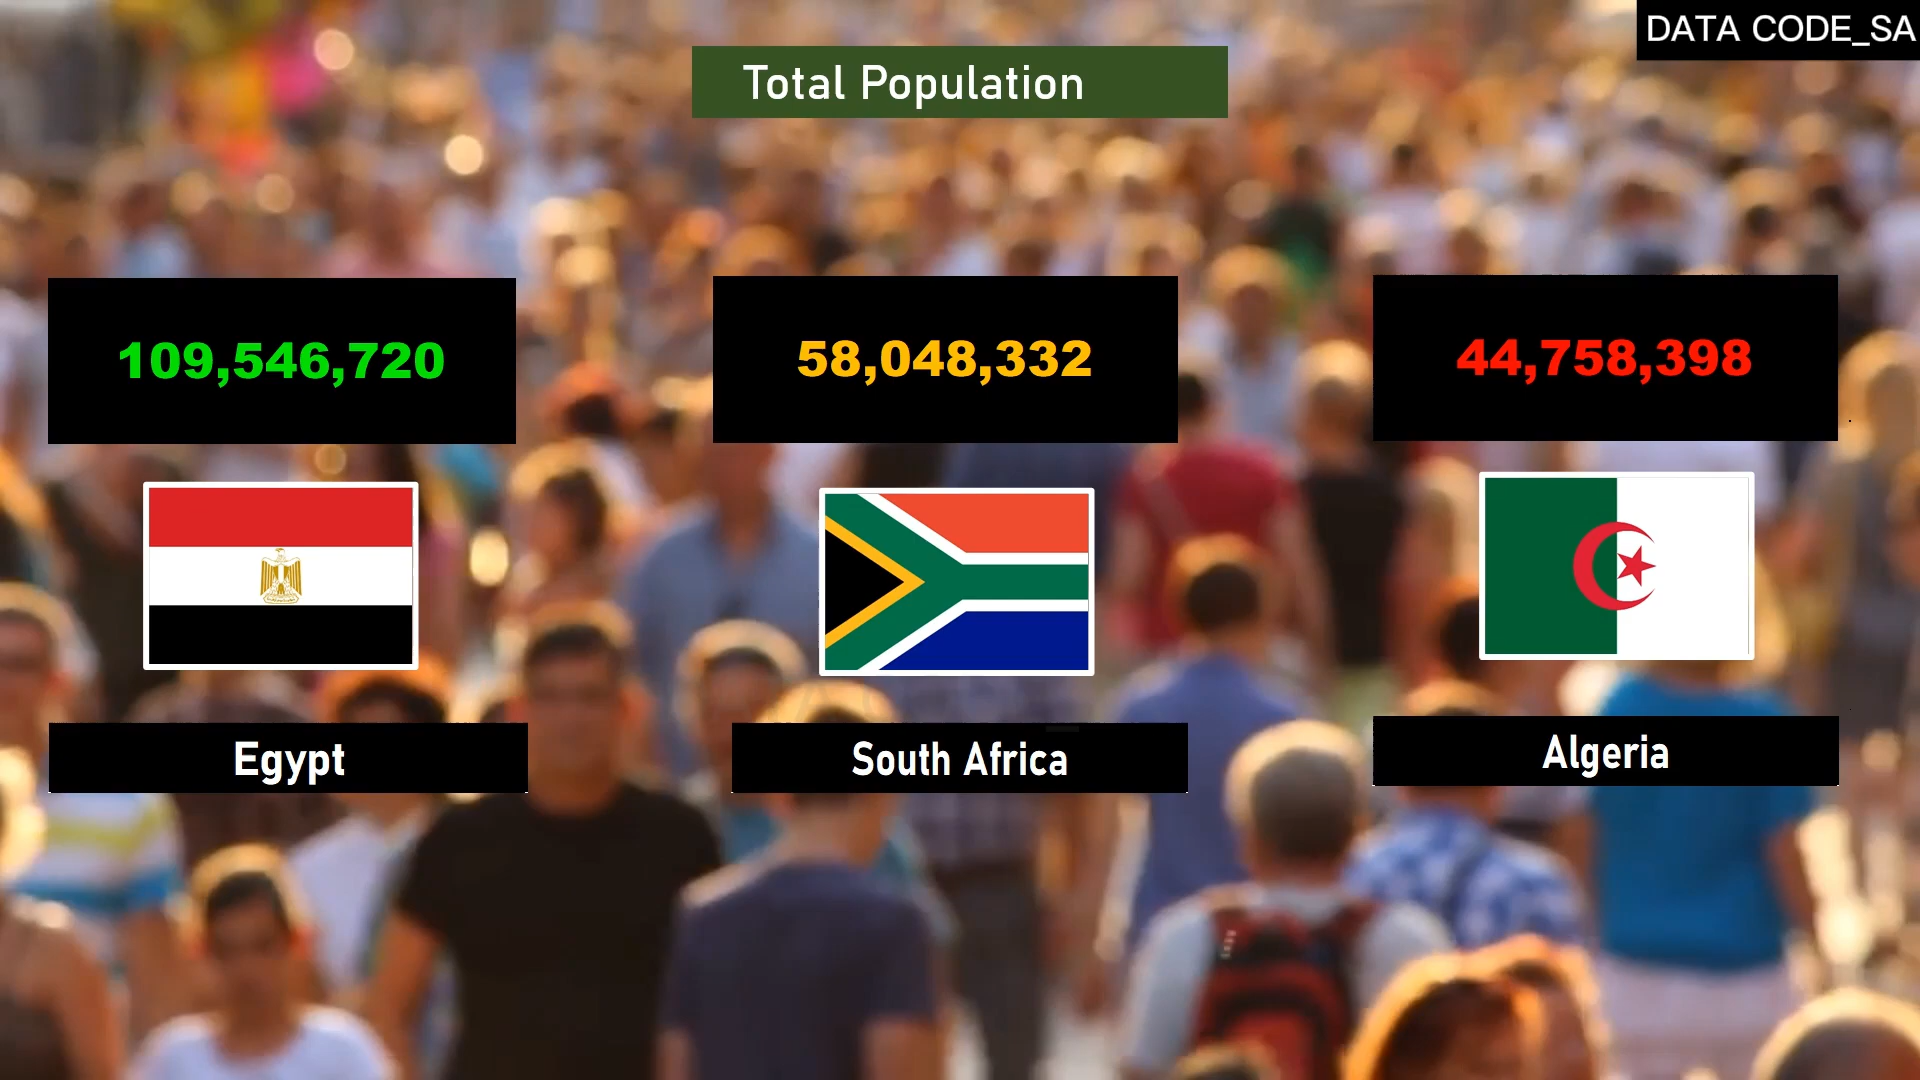 DATA CODE_SA
Total Population
109,546,720
58,048,332
44,758,398
Egypt
South Africa
Algeria